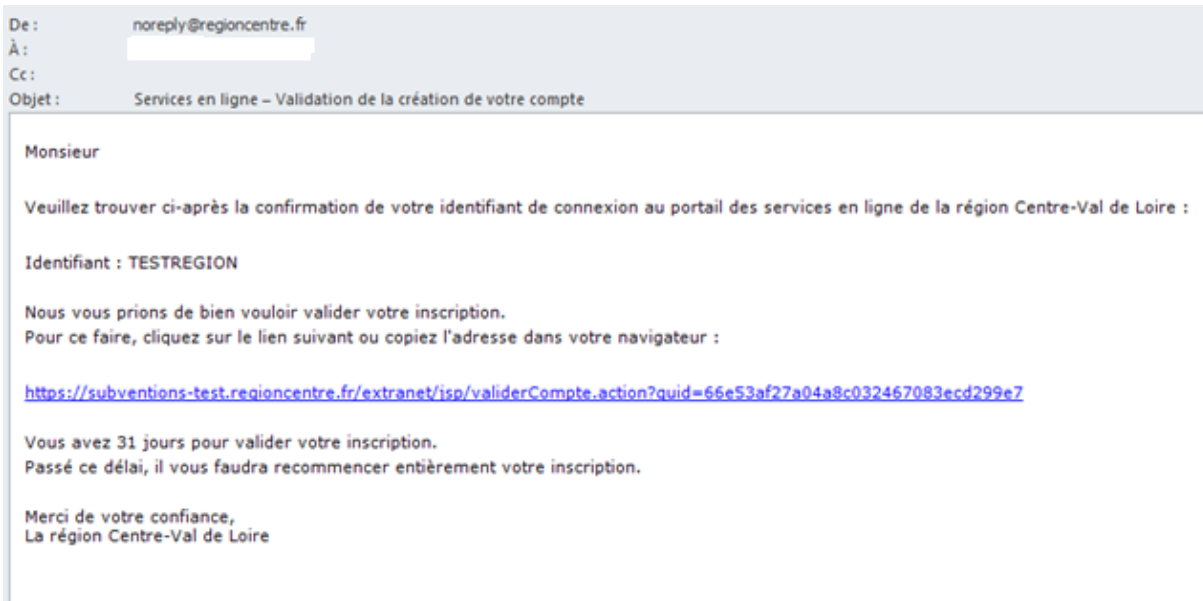 De :
noreply@regioncentre.fr
À :
Cc :
Objet :
Services en ligne – Validation de la création de votre compte
Monsieur
Veuillez trouver ci-après la confirmation de votre identifiant de connexion au portail des services en ligne de la région Centre-Val de Loire :
Identifiant : TESTREGION
Nous vous prions de bien vouloir valider votre inscription.
Pour ce faire, cliquez sur le lien suivant ou copiez l'adresse dans votre navigateur :
https://subventions-test.regioncentre.fr/extranet/jsp/validerCompte.action?guid=66e53af27a04a8c032467083ecd299e7
Vous avez 31 jours pour valider votre inscription.
Passé ce délai, il vous faudra recommencer entièrement votre inscription.
Merci de votre confiance,
La région Centre-Val de Loire